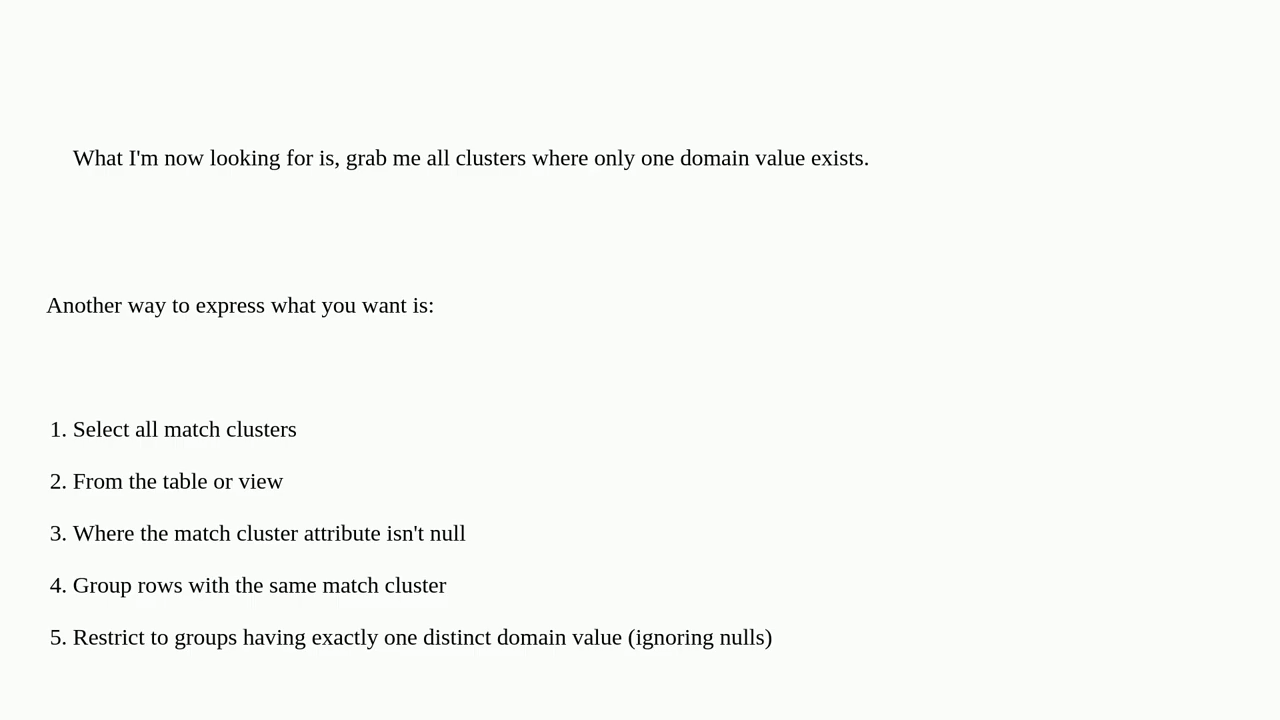 What I'm now looking for is, grab me all clusters where only one domain value exists.
Another way to express what you want is:
1. Select all match clusters
2. From the table or view
3. Where the match cluster attribute isn't null
4. Group rows with the same match cluster
5. Restrict to groups having exactly one distinct domain value (ignoring nulls)